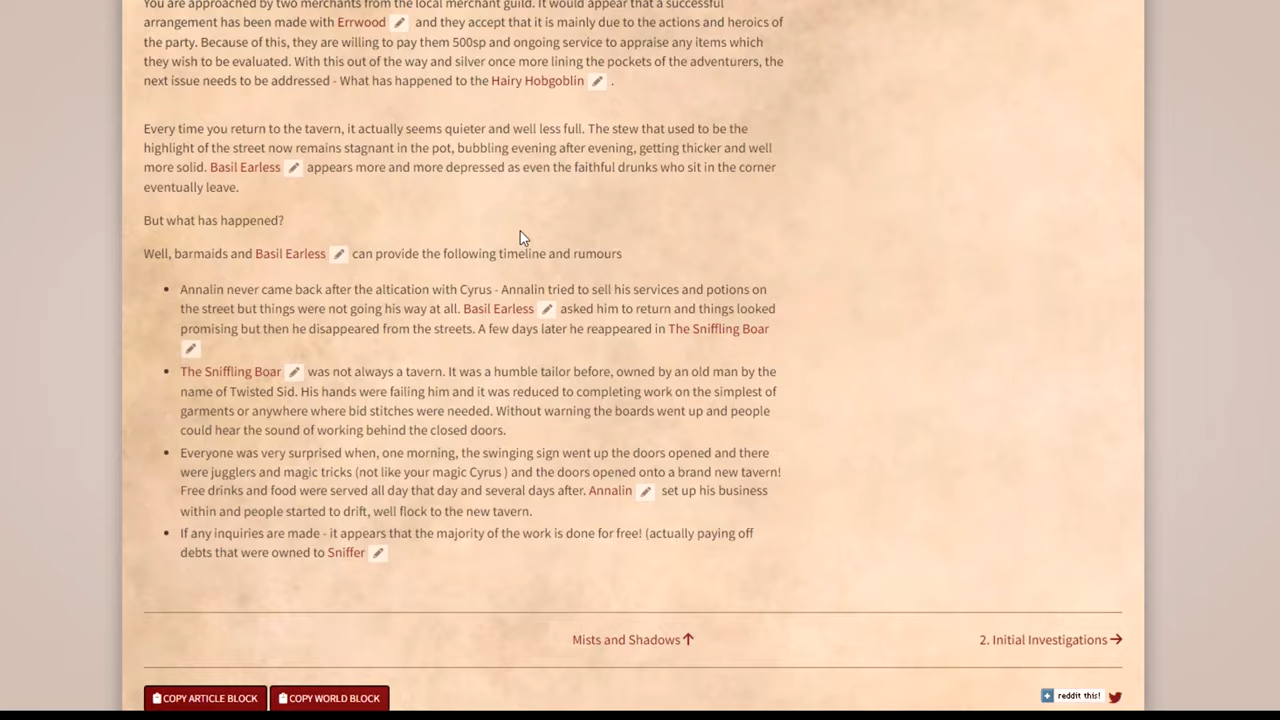 You are approached by two merchants from the local merchant guild. It would appear that a successful
arrangement has been made with Errwood and they accept that it is mainly due to the actions and heroics of
the party. Because of this, they are willing to pay them 500sp and ongoing service to appraise any items which
they wish to be evaluated. With this out of the way and silver once more lining the pockets of the adventurers, the
next issue needs to be addressed - What has happened to the Hairy Hobgoblin .
Every time you return to the tavern, it actually seems quieter and well less full. The stew that used to be the
highlight of the street now remains stagnant in the pot, bubbling evening after evening, getting thicker and well
more solid. Basil Earless appears more and more depressed as even the faithful drunks who sit in the corner
eventually leave.
But what has happened?
Well, barmaids and Basil Earless can provide the following timeline and rumours
• Annalin never came back after the altication with Cyrus - Annalin tried to sell his services and potions on
the street but things were not going his way at all. Basil Earless asked him to return and things looked
promising but then he disappeared from the streets. A few days later he reappeared in The Sniffling Boar
• The Sniffling Boar was not always a tavern. It was a humble tailor before, owned by an old man by the
name of Twisted Sid. His hands were failing him and it was reduced to completing work on the simplest of
garments or anywhere where bid stitches were needed. Without warning the boards went up and people
could hear the sound of working behind the closed doors.
• Everyone was very surprised when, one morning, the swinging sign went up the doors opened and there
were jugglers and magic tricks (not like your magic Cyrus ) and the doors opened onto a brand new tavern!
Free drinks and food were served all day that day and several days after. Annalin set up his business
within and people started to drift, well flock to the new tavern.
• If any inquiries are made - it appears that the majority of the work is done for free! (actually paying off
debts that were owned to Sniffer
Mists and Shadows↑
2. Initial Investigations→
COPY ARTICLE BLOCK
COPY WORLD BLOCK
reddit this!